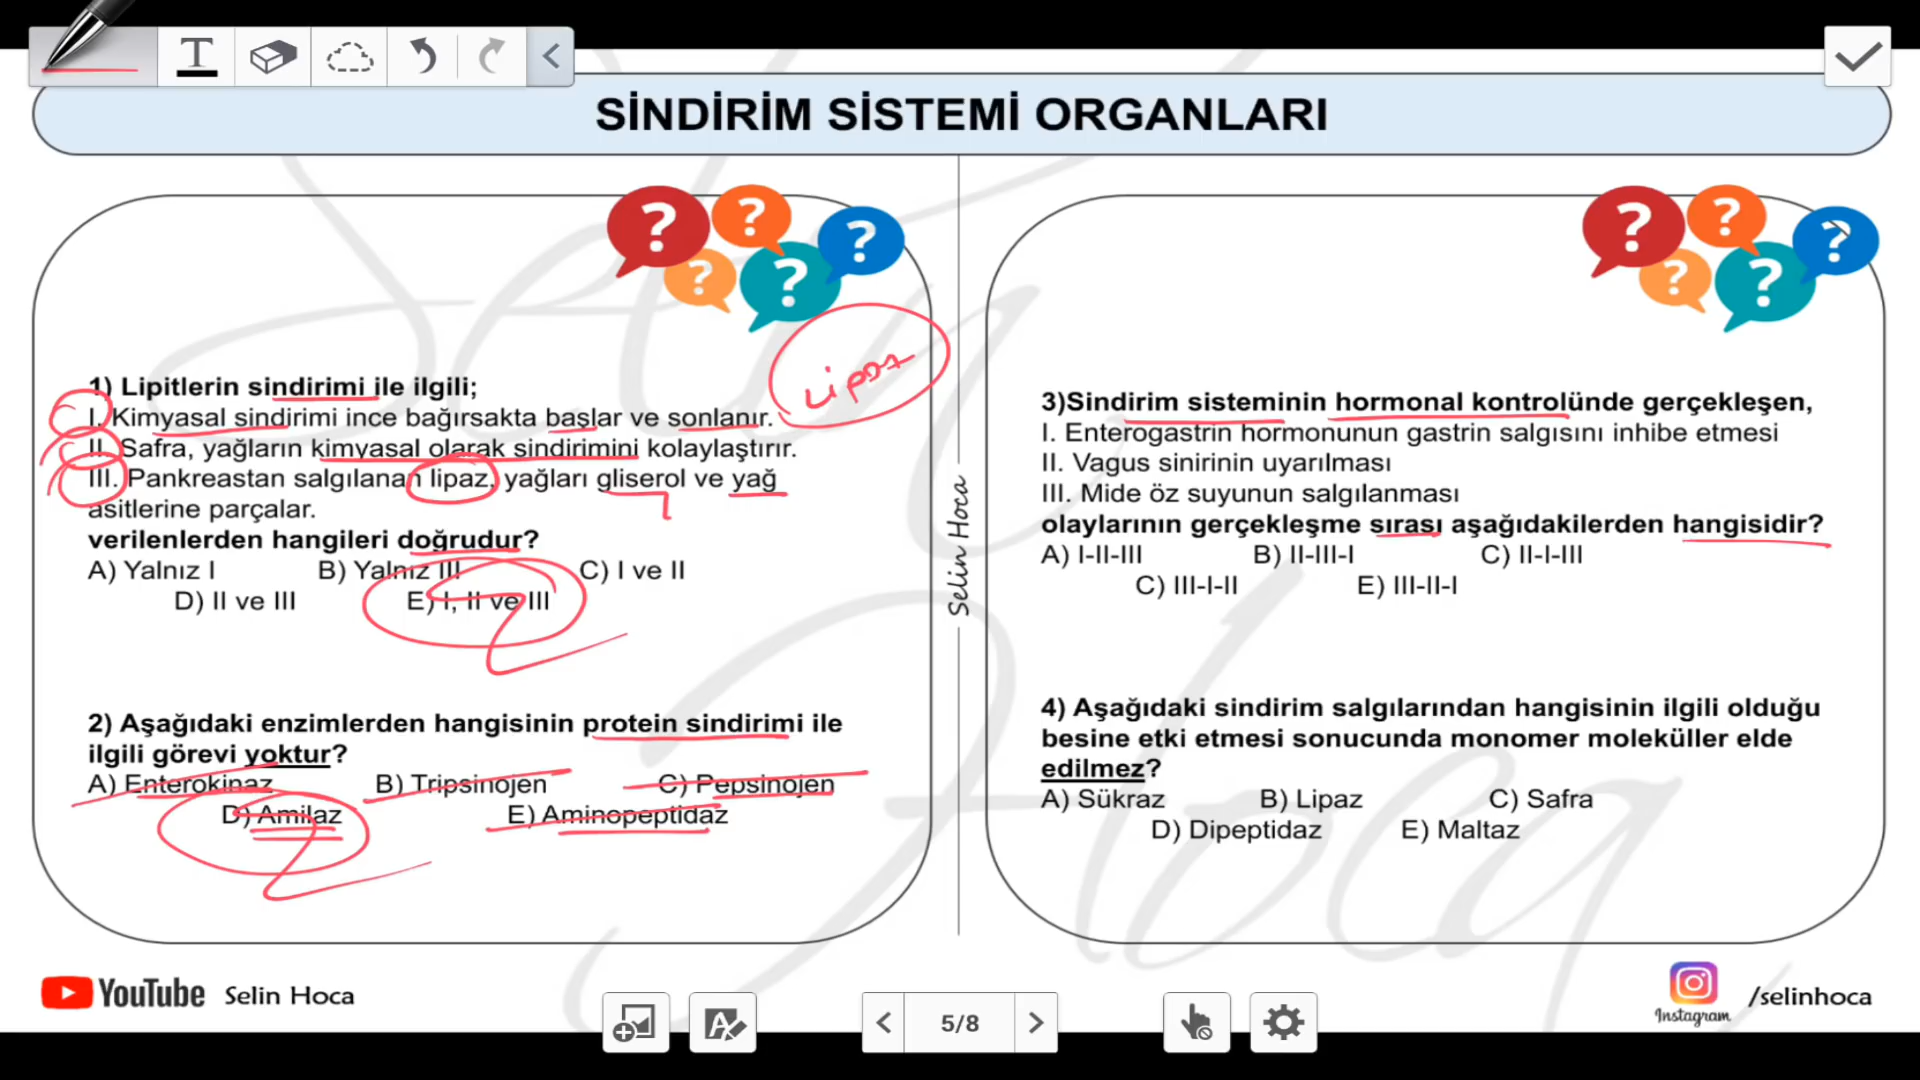 T
SİNDİRİM SİSTEMİ ORGANLARI
Lipaz
1) Lipitlerin sindirimi ile ilgili;
I. Kimyasal sindirimi ince bağırsakta başlar ve sonlanır.
II. Safra, yağların kimyasal olarak sindirimini kolaylaştırır.
III. Pankreastan salgılanan lipaz, yağları gliserol ve yağ
asitlerine parçalar.
verilenlerden hangileri doğrudur?
A) Yalnız I B) Yalnız III C) I ve II
D) II ve III E) I, II ve III
2) Aşağıdaki enzimlerden hangisinin protein sindirimi ile
ilgili görevi yoktur?
A) Enterokinaz B) Tripsinojen C) Pepsinojen
D) Amilaz E) Aminopeptidaz
Selin Hoca
3)Sindirim sisteminin hormonal kontrolünde gerçekleşen,
I. Enterogastrin hormonunun gastrin salgısını inhibe etmesi
II. Vagus sinirinin uyarılması
III. Mide öz suyunun salgılanması
olaylarının gerçekleşme sırası aşağıdakilerden hangisidir?
A) I-II-III B) II-III-I C) II-I-III
C) III-I-II E) III-II-I
4) Aşağıdaki sindirim salgılarından hangisinin ilgili olduğu
besine etki etmesi sonucunda monomer moleküller elde
edilmez?
A) Sükraz B) Lipaz C) Safra
D) Dipeptidaz E) Maltaz
YouTube Selin Hoca
5/8
Instagram /selinhoca